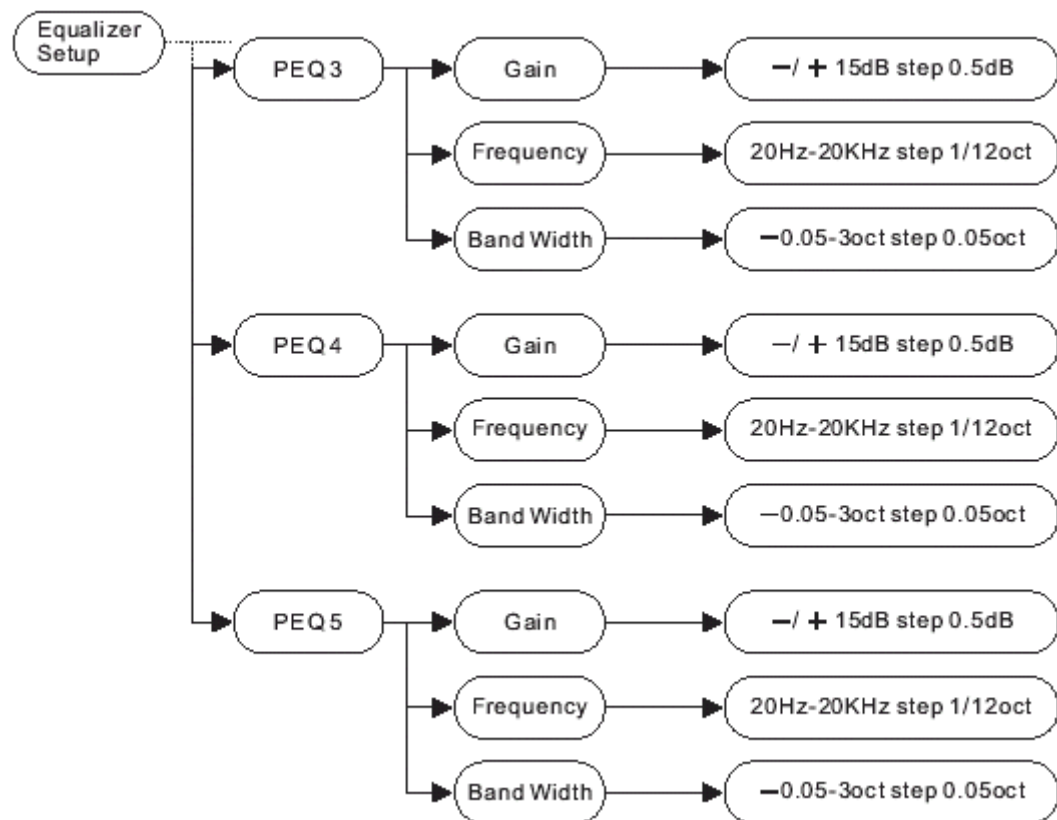 Equalizer
Setup
PEQ3
Gain
−/ + 15dB step 0.5dB
Frequency
20Hz-20KHz step 1/12oct
Band Width
−0.05-3oct step 0.05oct
PEQ4
Gain
−/ + 15dB step 0.5dB
Frequency
20Hz-20KHz step 1/12oct
Band Width
−0.05-3oct step 0.05oct
PEQ5
Gain
−/ + 15dB step 0.5dB
Frequency
20Hz-20KHz step 1/12oct
Band Width
−0.05-3oct step 0.05oct